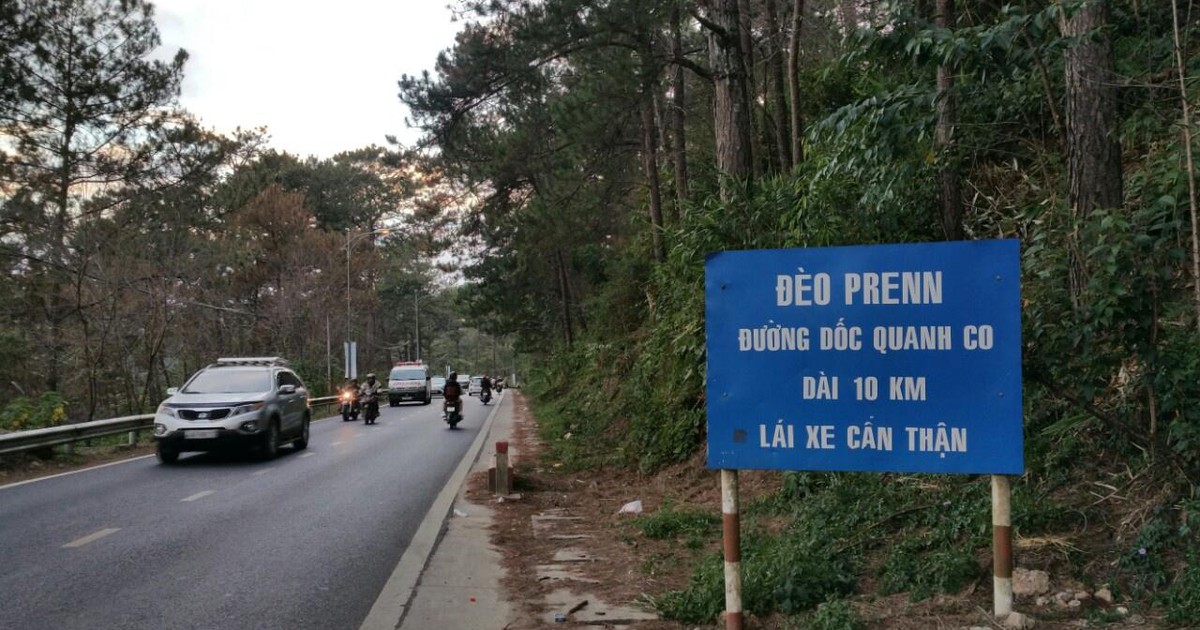 ĐÈO PRENN
ĐƯỜNG DỐC QUANH CO
DÀI 10 KM
LÁI XE CẨN THẬN